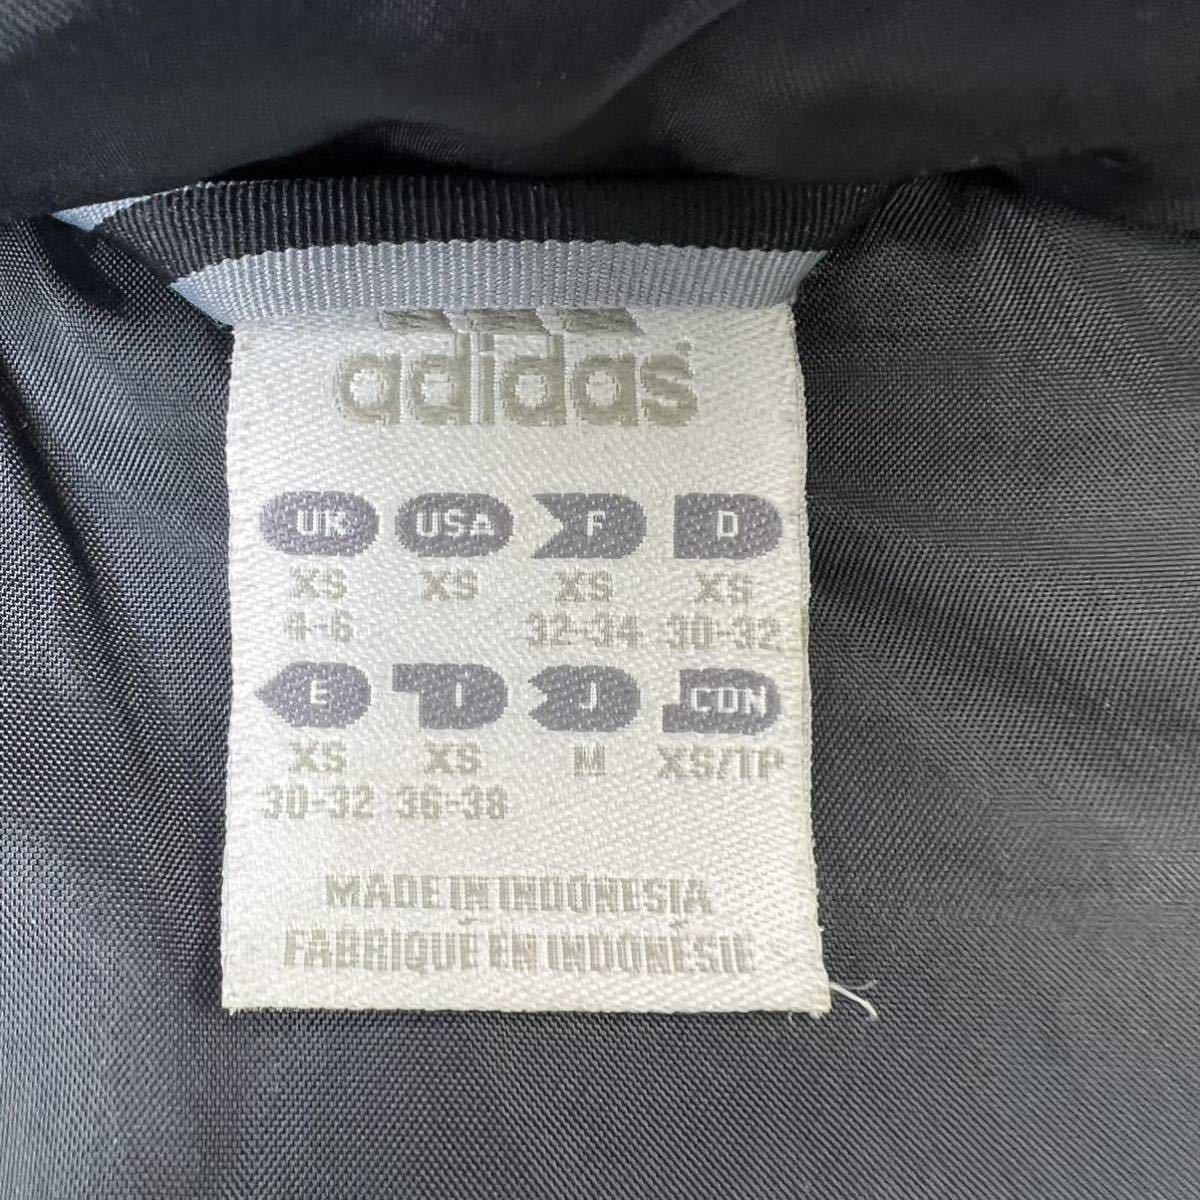 adidas
UK USA F D
XS XS XS XS
4-6 32-34 30-32
E I J CDN
XS XS M XS/TP
30-32 36-38
MADE IN INDONESIA
FABRIQUE EN INDONESIE